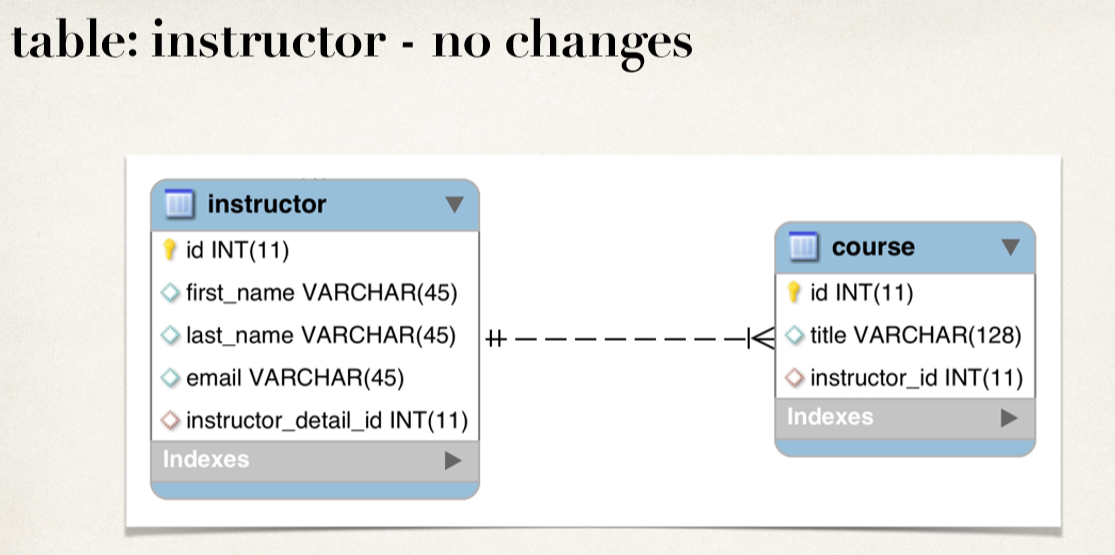 table: instructor - no changes
instructor
id INT(11)
first_name VARCHAR(45)
last_name VARCHAR(45)
email VARCHAR(45)
instructor_detail_id INT(11)
Indexes
course
id INT(11)
title VARCHAR(128)
instructor_id INT(11)
Indexes